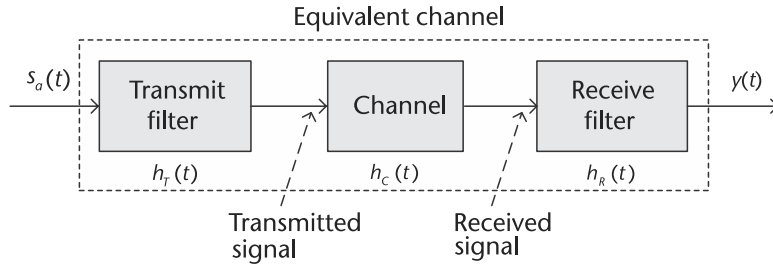 Equivalent channel
s_a(t)
Transmit
filter
Channel
Receive
filter
y(t)
h_T(t)
h_C(t)
h_R(t)
Transmitted
signal
Received
signal